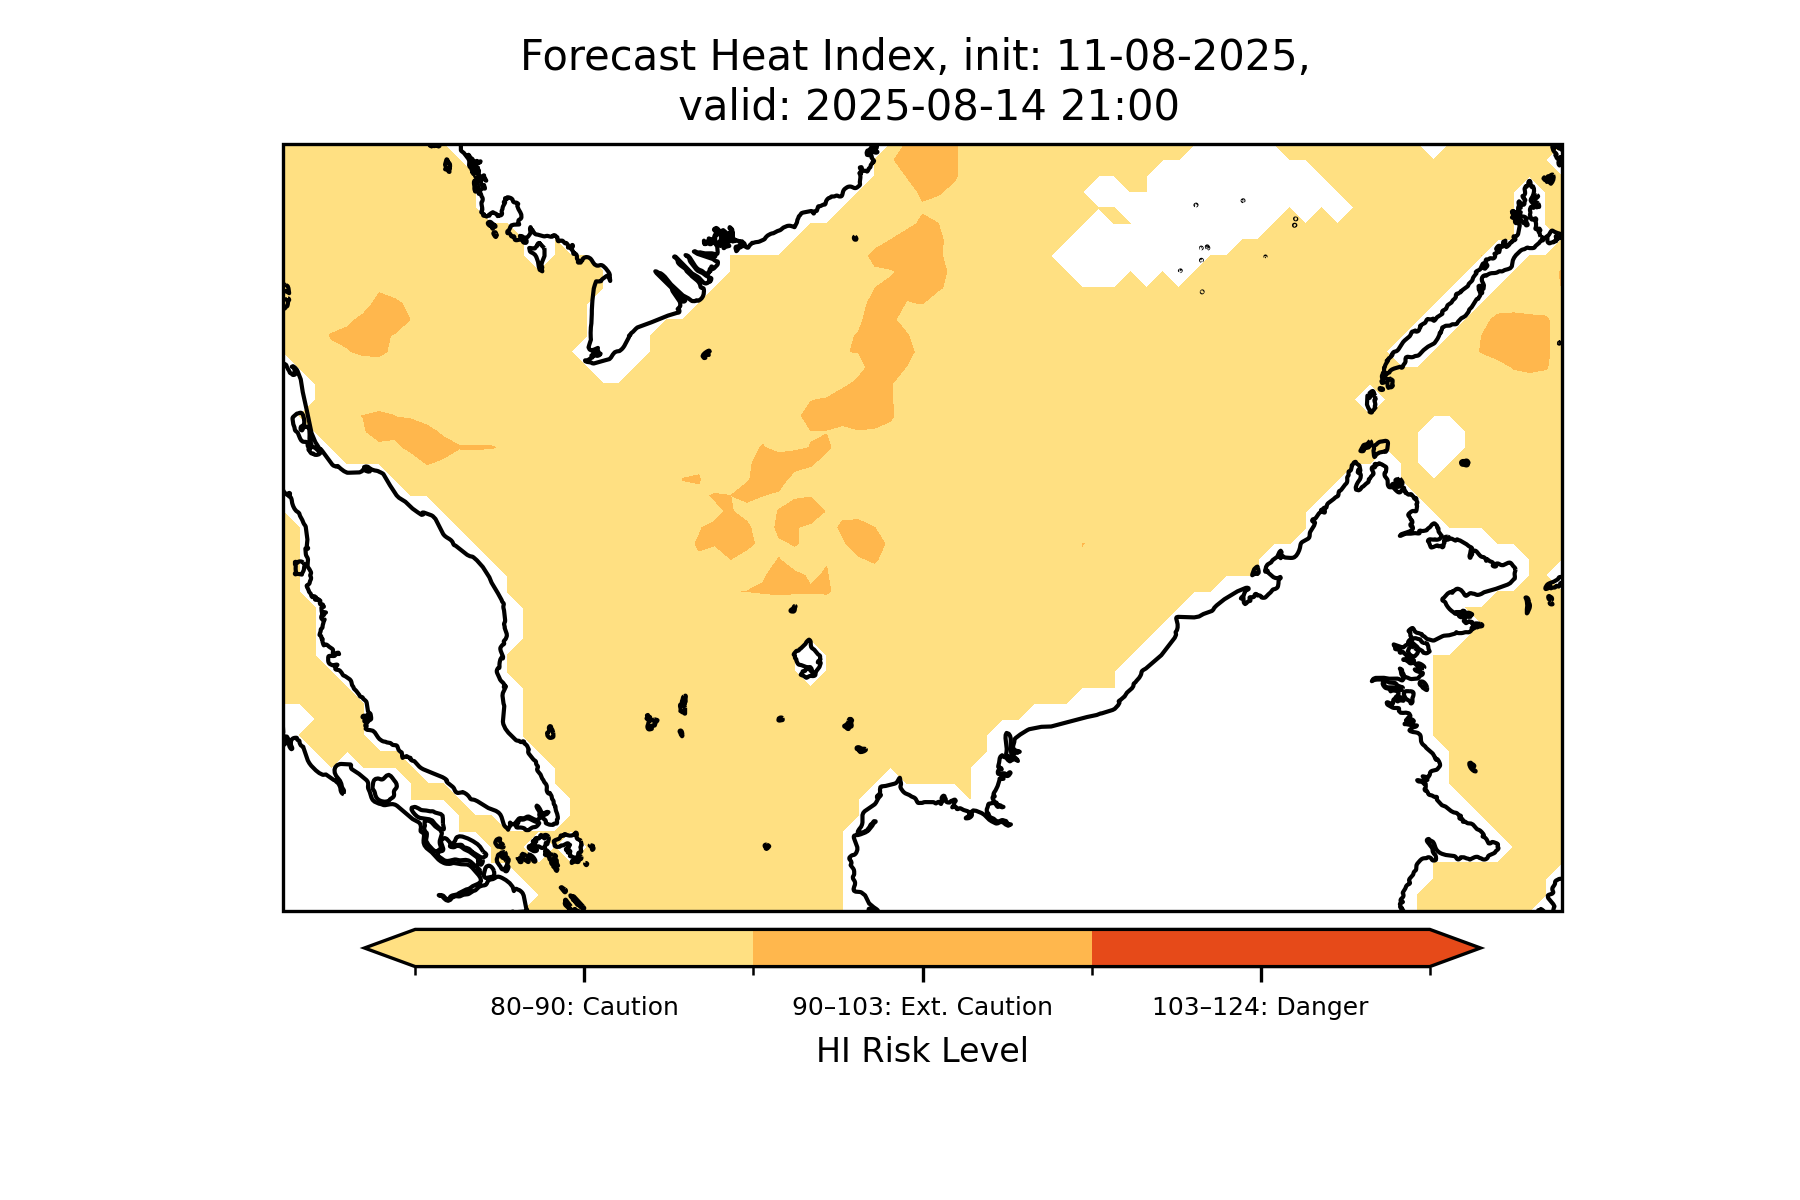 Forecast Heat Index, init: 11-08-2025,
valid: 2025-08-14 21:00
80–90: Caution
90–103: Ext. Caution
103–124: Danger
HI Risk Level